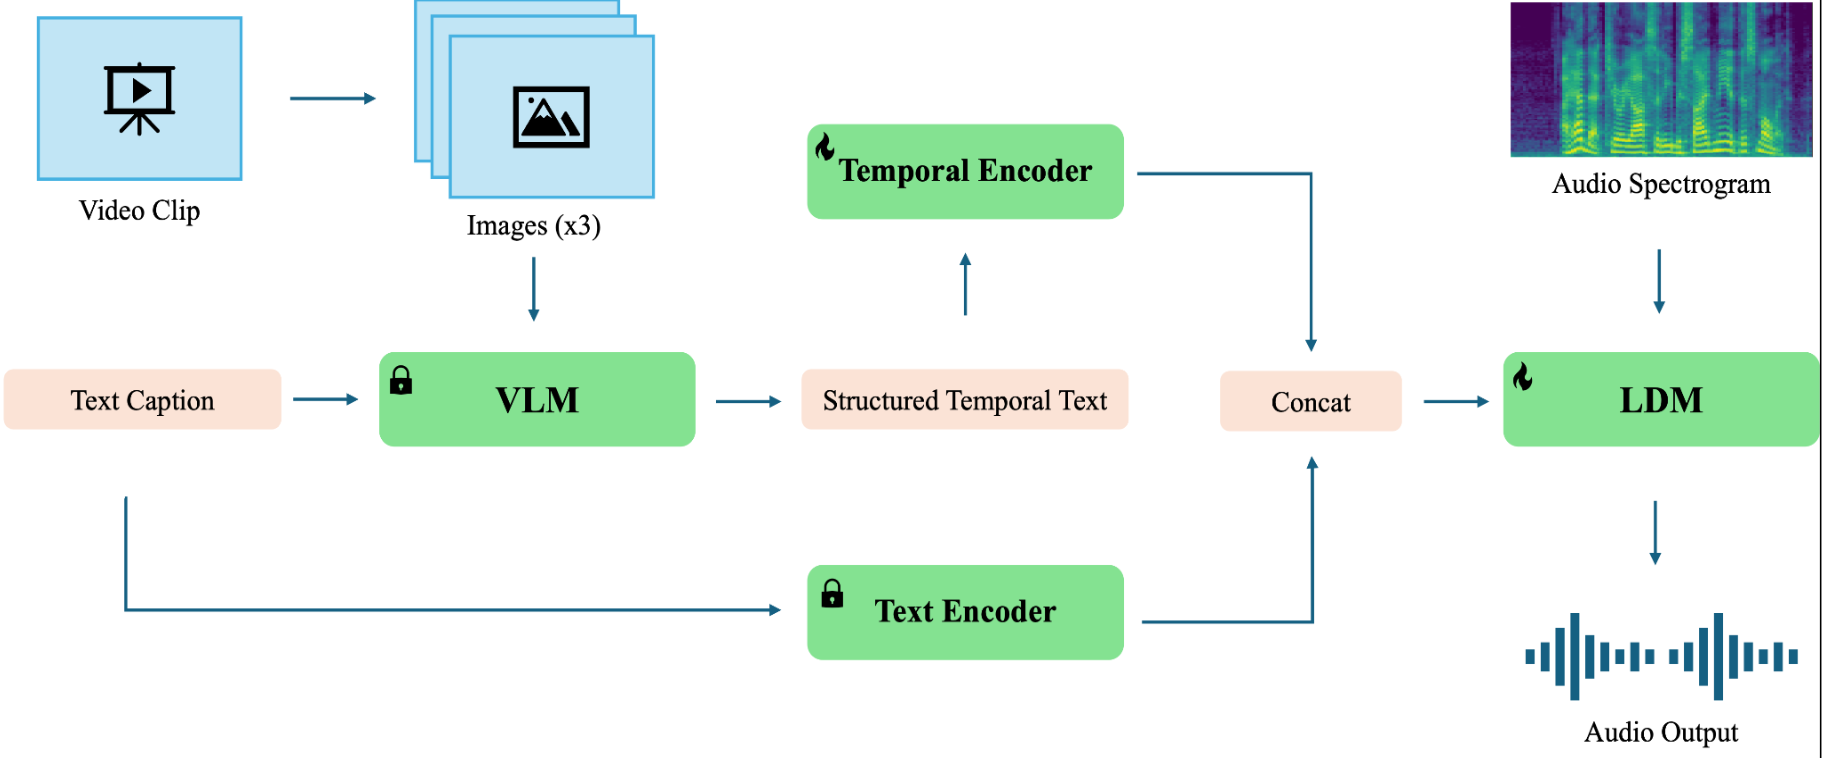 Video Clip
Images (x3)
Temporal Encoder
Audio Spectrogram
Text Caption
VLM
Structured Temporal Text
Concat
LDM
Text Encoder
Audio Output